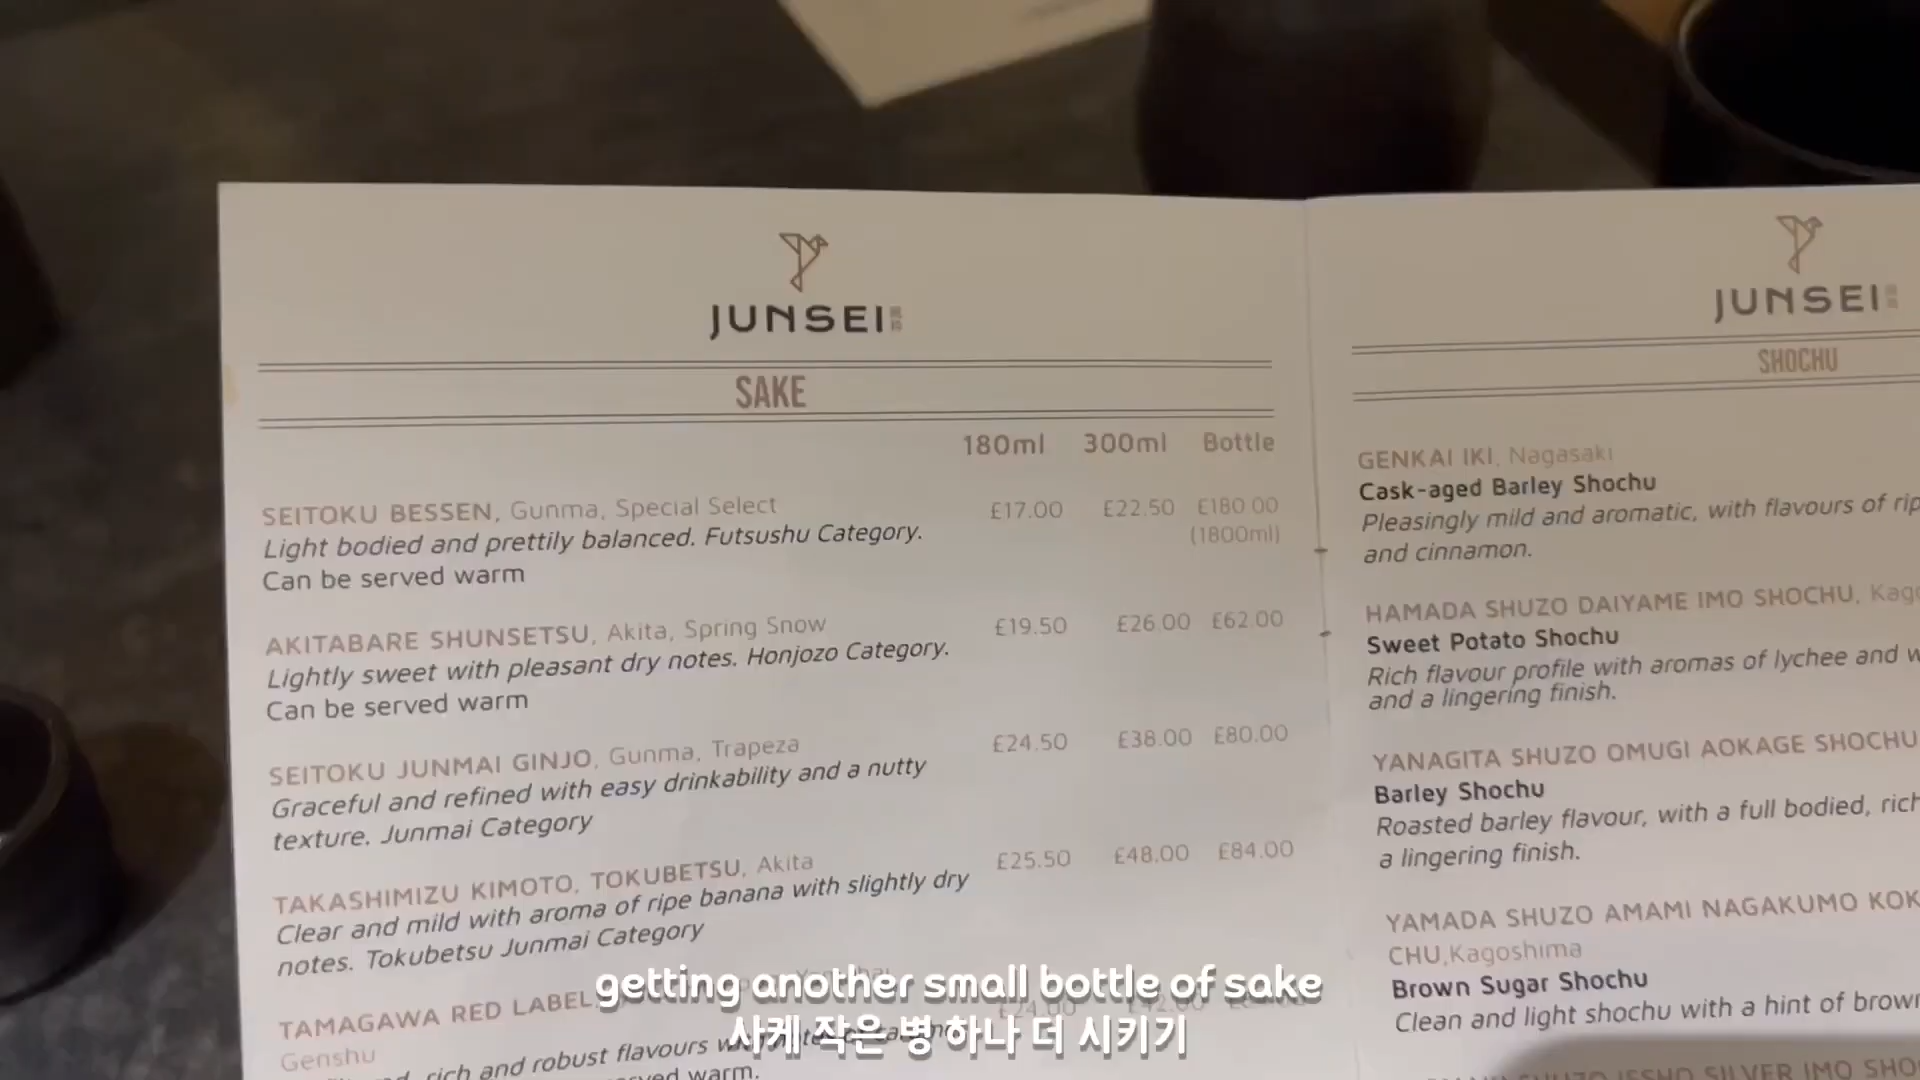 JUNSEI
SAKE
180ml 300ml Bottle
SEITOKU BESSEN, Gunma, Special Select £17.00 £22.50 £180.00
Light bodied and prettily balanced. Futsushu Category. (1800ml)
Can be served warm
AKITABARE SHUNSETSU, Akita, Spring Snow £19.50 £26.00 £62.00
Lightly sweet with pleasant dry notes. Honjozo Category.
Can be served warm
SEITOKU JUNMAI GINJO, Gunma, Trapeza £24.50 £38.00 £80.00
Graceful and refined with easy drinkability and a nutty
texture. Junmai Category
TAKASHIMIZU KIMOTO, TOKUBETSU, Akita £25.50 £48.00 £84.00
Clear and mild with aroma of ripe banana with slightly dry
notes. Tokubetsu Junmai Category
TAMAGAWA RED LABEL,
Genshu
rich and robust flavours
warm.
JUNSEI
SHOCHU
GENKAI IKI, Nagasaki
Cask-aged Barley Shochu
Pleasingly mild and aromatic, with flavours of
and cinnamon.
HAMADA SHUZO DAIYAME IMO SHOCHU,
Sweet Potato Shochu
Rich flavour profile with aromas of lychee and
and a lingering finish.
YANAGITA SHUZO OMUGI AOKAGE SHOCHU
Barley Shochu
Roasted barley flavour, with a full bodied,
a lingering finish.
YAMADA SHUZO AMAMI NAGAKUMO
CHU,Kagoshima
Brown Sugar Shochu
Clean and light shochu with a hint of
SILVER IMO
getting another small bottle of sake
사케 작은 병 하나 더 시키기